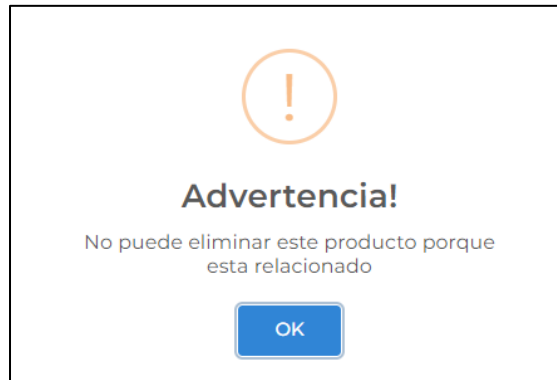 !
Advertencia!
No puede eliminar este producto porque
esta relacionado
OK